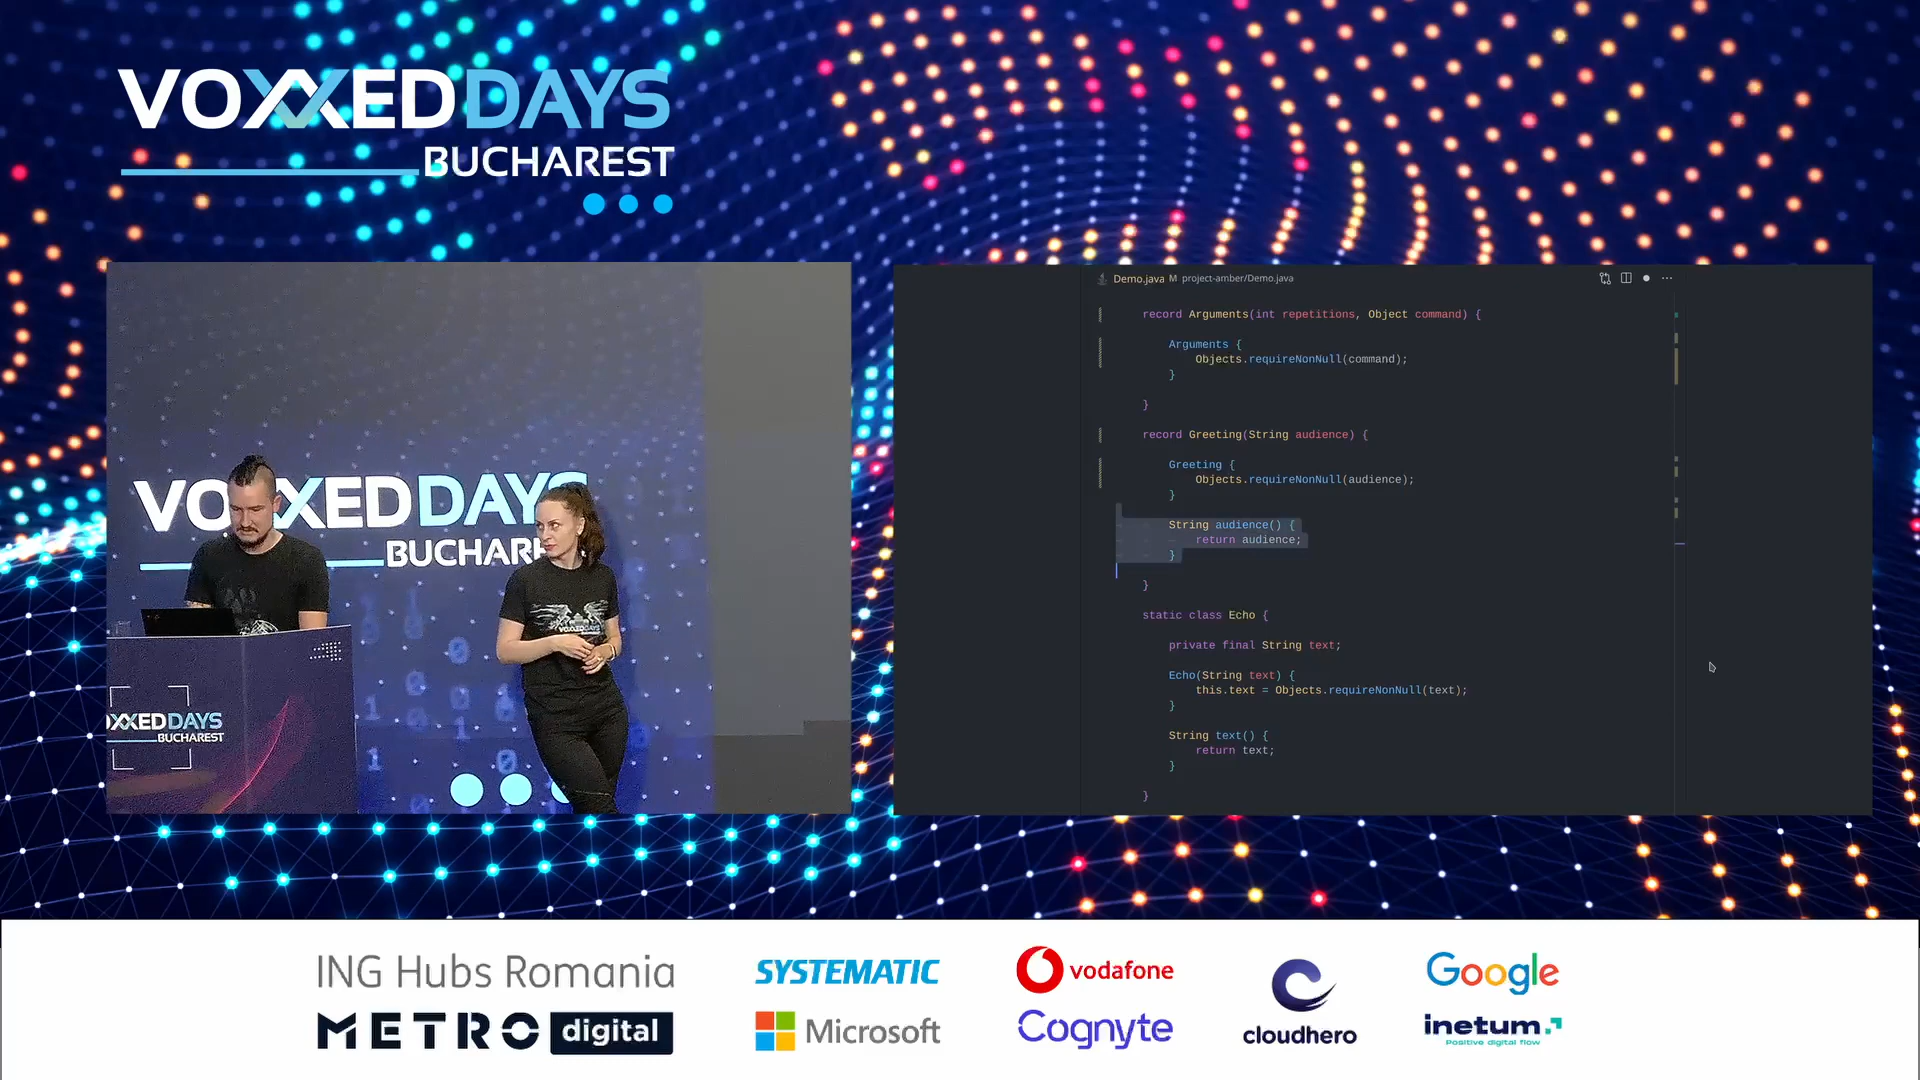 VOXXEDDAYS
BUCHAREST
VOXXEDDAYS
BUCHARE
XXEDDAYS
BUCHAREST
VOXXEDDAYS
Demo.java M project-amber/Demo.java
record Arguments(int repetitions, Object command) {
Arguments {
Objects.requireNonNull(command);
}
}
record Greeting(String audience) {
Greeting {
Objects.requireNonNull(audience);
}
String audience() {
return audience;
}
}
static class Echo {
private final String text;
Echo(String text) {
this.text = Objects.requireNonNull(text);
}
String text() {
return text;
}
}
ING Hubs Romania
SYSTEMATIC
vodafone
cloudhero
Google
METRO digital
Microsoft
Cognyte
inetum.
Positive digital flow